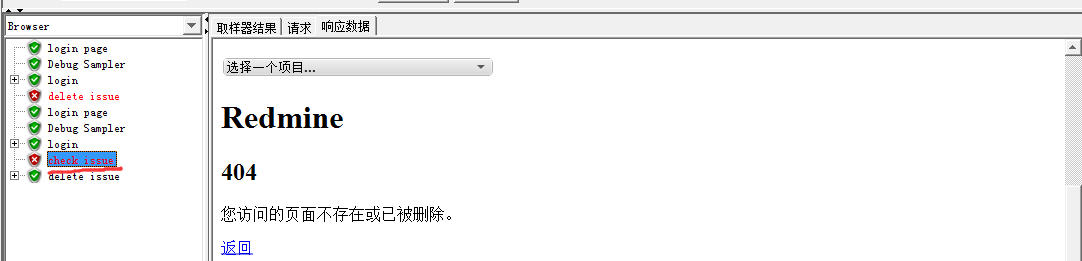 Browser
login page
Debug Sampler
login
delete issue
login page
Debug Sampler
login
check issue
delete issue
取样器结果
请求
响应数据
选择一个项目...
Redmine
404
您访问的页面不存在或已被删除。
返回